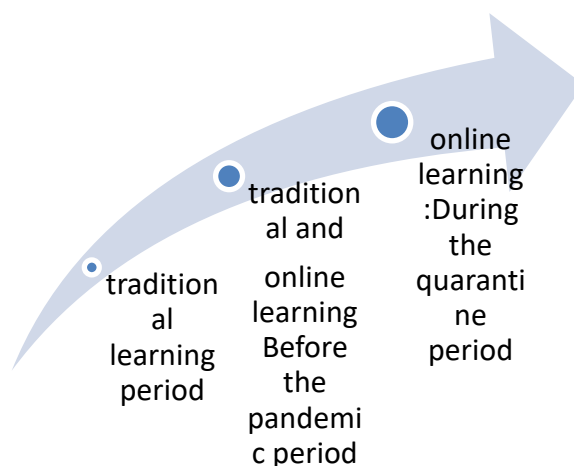 tradition
al
learning
period
tradition
al and
online
learning
Before
the
pandemi
c period
online
learning
:During
the
quaranti
ne
period